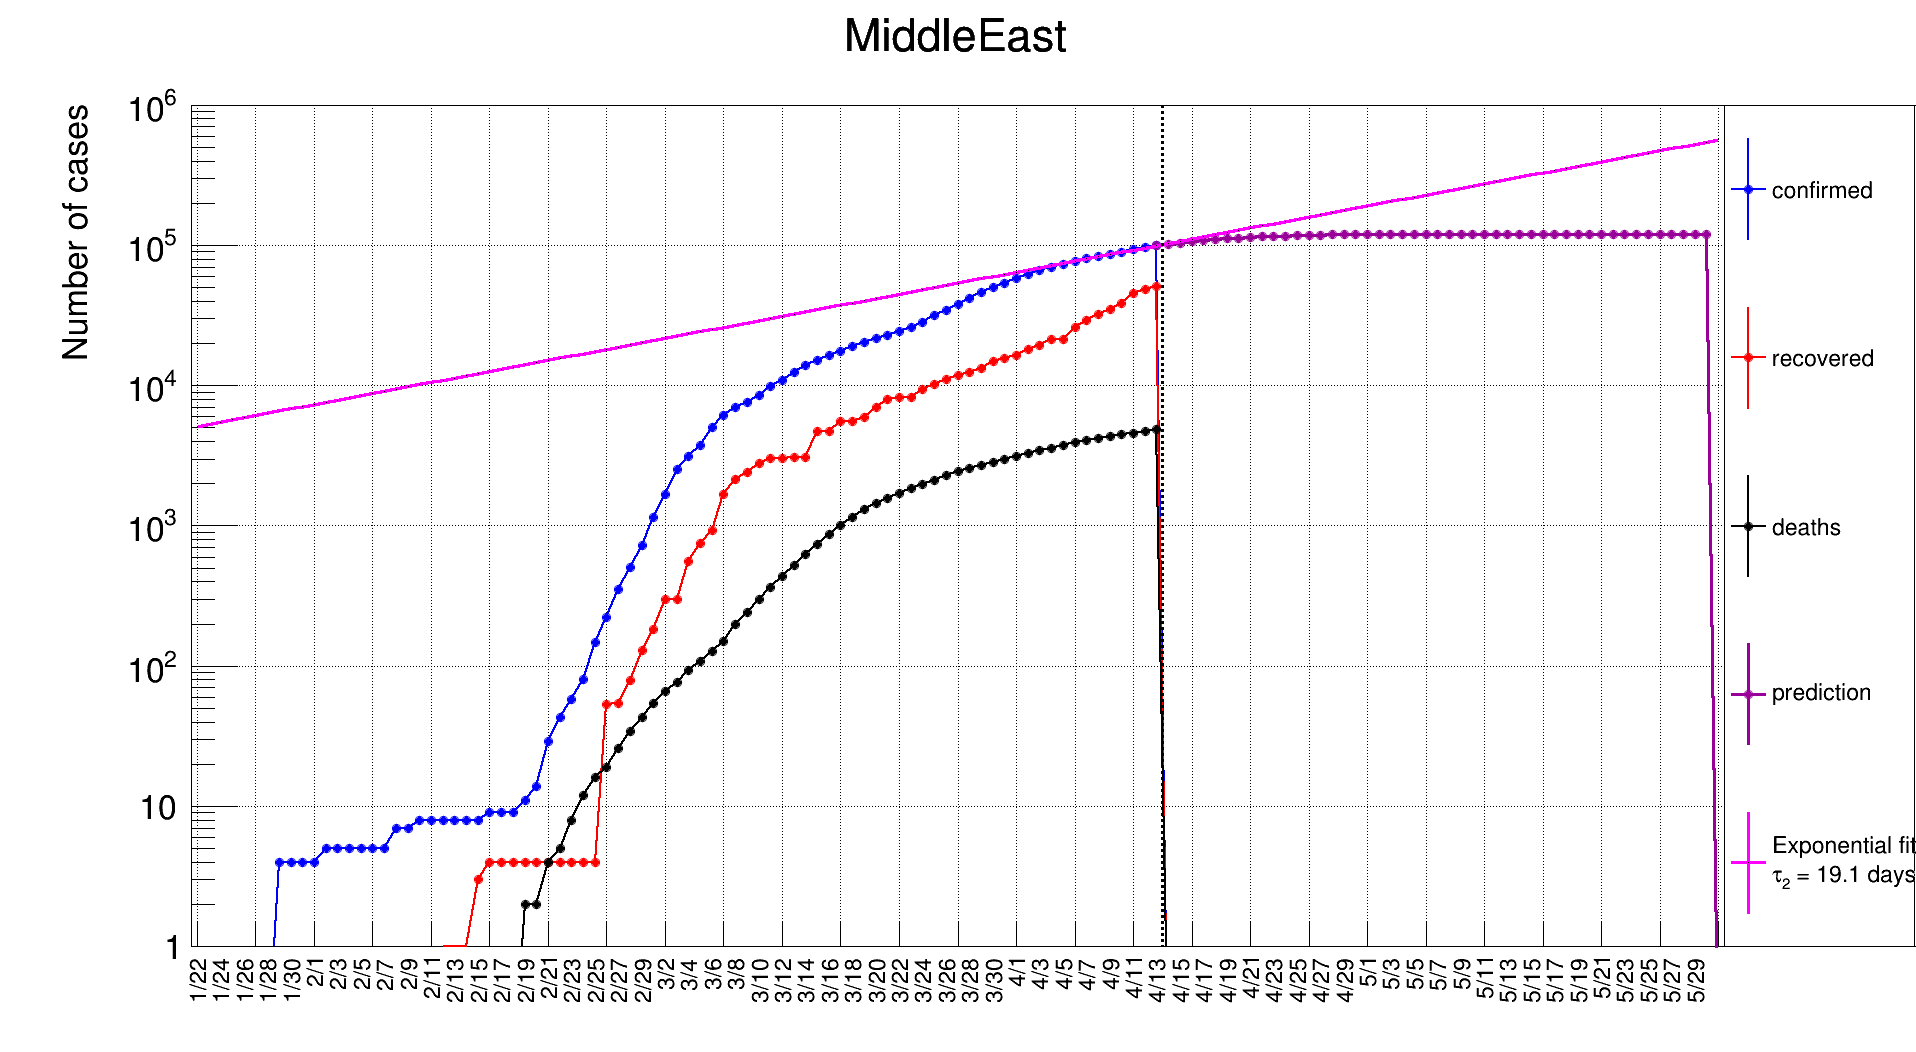 MiddleEast
Number of cases
10^6
10^5
10^4
10^3
10^2
10
1
1/22 1/24 1/26 1/28 1/30 2/1 2/3 2/5 2/7 2/9 2/11 2/13 2/15 2/17 2/19 2/21 2/23 2/25 2/27 2/29 3/2 3/4 3/6 3/8 3/10 3/12 3/14 3/16 3/18 3/20 3/22 3/24 3/26 3/28 3/30 4/1 4/3 4/5 4/7 4/9 4/11 4/13 4/15 4/17 4/19 4/21 4/23 4/25 4/27 4/29 5/1 5/3 5/5 5/7 5/9 5/11 5/13 5/15 5/17 5/19 5/21 5/23 5/25 5/27 5/29
confirmed
recovered
deaths
prediction
Exponential fit
τ₂ = 19.1 days